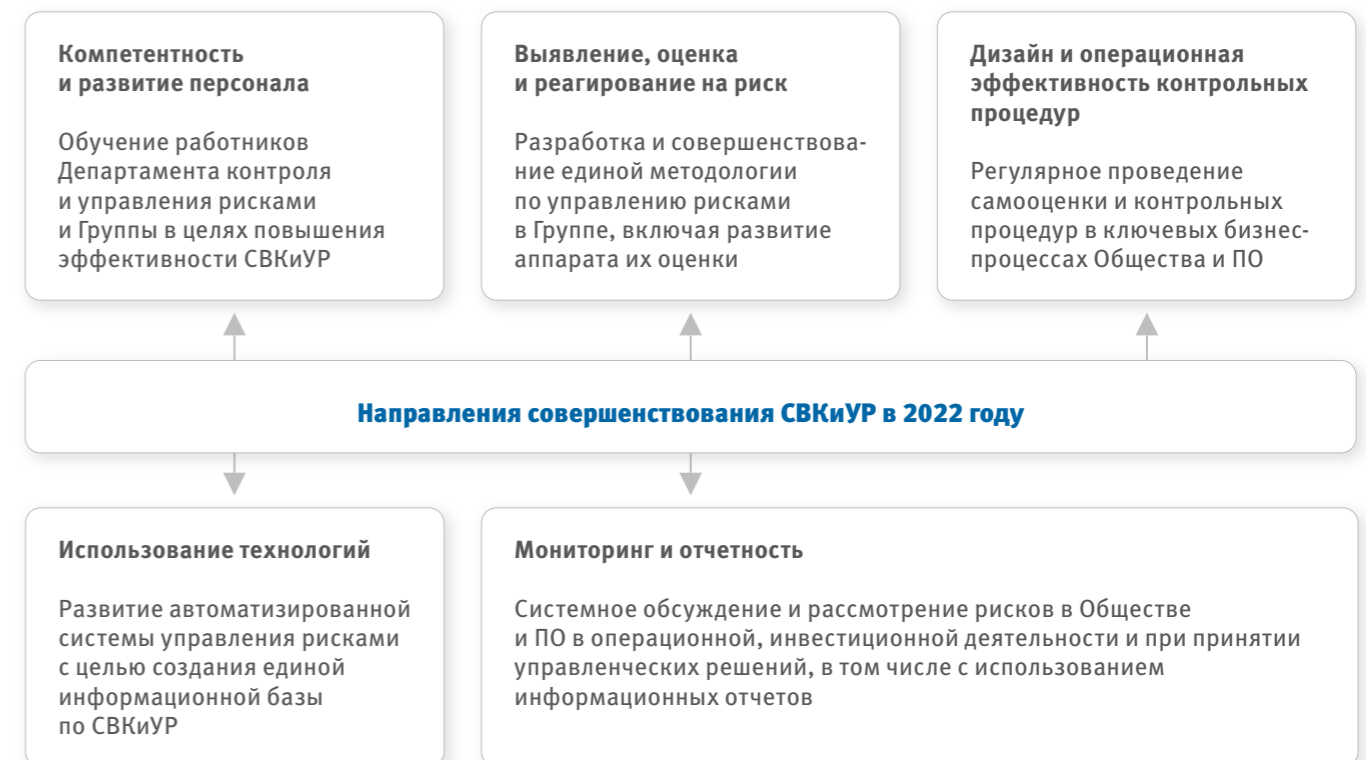 Компетентность
и развитие персонала
Обучение работников
Департамента контроля
и управления рисками
и Группы в целях повышения
эффективности СВКиУР
Выявление, оценка
и реагирование на риск
Разработка и совершенствова-
ние единой методологии
по управлению рисками
в Группе, включая развитие
аппарата их оценки
Дизайн и операционная
эффективность контрольных
процедур
Регулярное проведение
самооценки и контрольных
процедур в ключевых бизнес-
процессах Общества и ПО
Направления совершенствования СВКиУР в 2022 году
Использование технологий
Развитие автоматизированной
системы управления рисками
с целью создания единой
информационной базы
по СВКиУР
Мониторинг и отчетность
Системное обсуждение и рассмотрение рисков в Обществе
и ПО в операционной, инвестиционной деятельности и при принятии
управленческих решений, в том числе с использованием
информационных отчетов